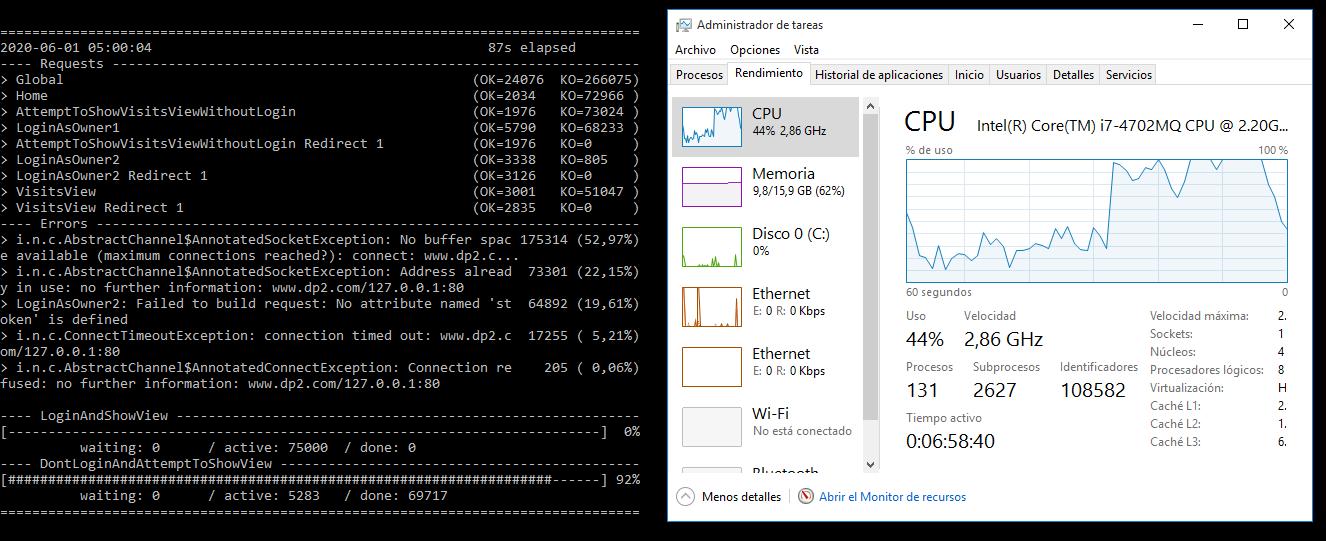 ================================================================================
2020-06-01 05:00:04                                          87s elapsed
---- Requests ------------------------------------------------------------------
> Global                                                   (OK=24076  KO=266075)
> Home                                                     (OK=2034   KO=72966 )
> AttemptToShowVisitsViewWithoutLogin                      (OK=1976   KO=73024 )
> LoginAsOwner1                                            (OK=5790   KO=68233 )
> AttemptToShowVisitsViewWithoutLogin Redirect 1           (OK=1976   KO=0     )
> LoginAsOwner2                                            (OK=3338   KO=805   )
> LoginAsOwner2 Redirect 1                                 (OK=3126   KO=0     )
> VisitsView                                               (OK=3001   KO=51047 )
> VisitsView Redirect 1                                    (OK=2835   KO=0     )
---- Errors --------------------------------------------------------------------
> i.n.c.AbstractChannel$AnnotatedSocketException: No buffer spac 175314 (52,97%)
e available (maximum connections reached?): connect: www.dp2.c...
> i.n.c.AbstractChannel$AnnotatedSocketException: Address alread  73301 (22,15%)
y in use: no further information: www.dp2.com/127.0.0.1:80
> LoginAsOwner2: Failed to build request: No attribute named 'st  64892 (19,61%)
oken' is defined
> i.n.c.ConnectTimeoutException: connection timed out: www.dp2.c  17255 ( 5,21%)
om/127.0.0.1:80
> i.n.c.AbstractChannel$AnnotatedConnectException: Connection re    205 ( 0,06%)
fused: no further information: www.dp2.com/127.0.0.1:80
---- LoginAndShowView ----------------------------------------------------------
[--------------------------------------------------------------------------]  0%
          waiting: 0      / active: 75000  / done: 0
---- DontLoginAndAttemptToShowView ---------------------------------------------
[####################################################################------] 92%
          waiting: 0      / active: 5283   / done: 69717
================================================================================
Administrador de tareas
Archivo Opciones Vista
Procesos Rendimiento Historial de aplicaciones Inicio Usuarios Detalles Servicios
CPU
44% 2,86 GHz
Memoria
9,8/15,9 GB (62%)
Disco 0 (C:)
0%
Ethernet
E: 0 R: 0 Kbps
Ethernet
E: 0 R: 0 Kbps
Wi-Fi
No está conectado
Bluetooth
CPU Intel(R) Core(TM) i7-4702MQ CPU @ 2.20G...
% de uso 100 %
60 segundos 0
Uso Velocidad
44% 2,86 GHz
Procesos Subprocesos Identificadores
131 2627 108582
Tiempo activo
0:06:58:40
Velocidad máxima: 2.
Sockets: 1
Núcleos: 4
Procesadores lógicos: 8
Virtualización: H
Caché L1: 2.
Caché L2: 1.
Caché L3: 6.
Menos detalles Abrir el Monitor de recursos